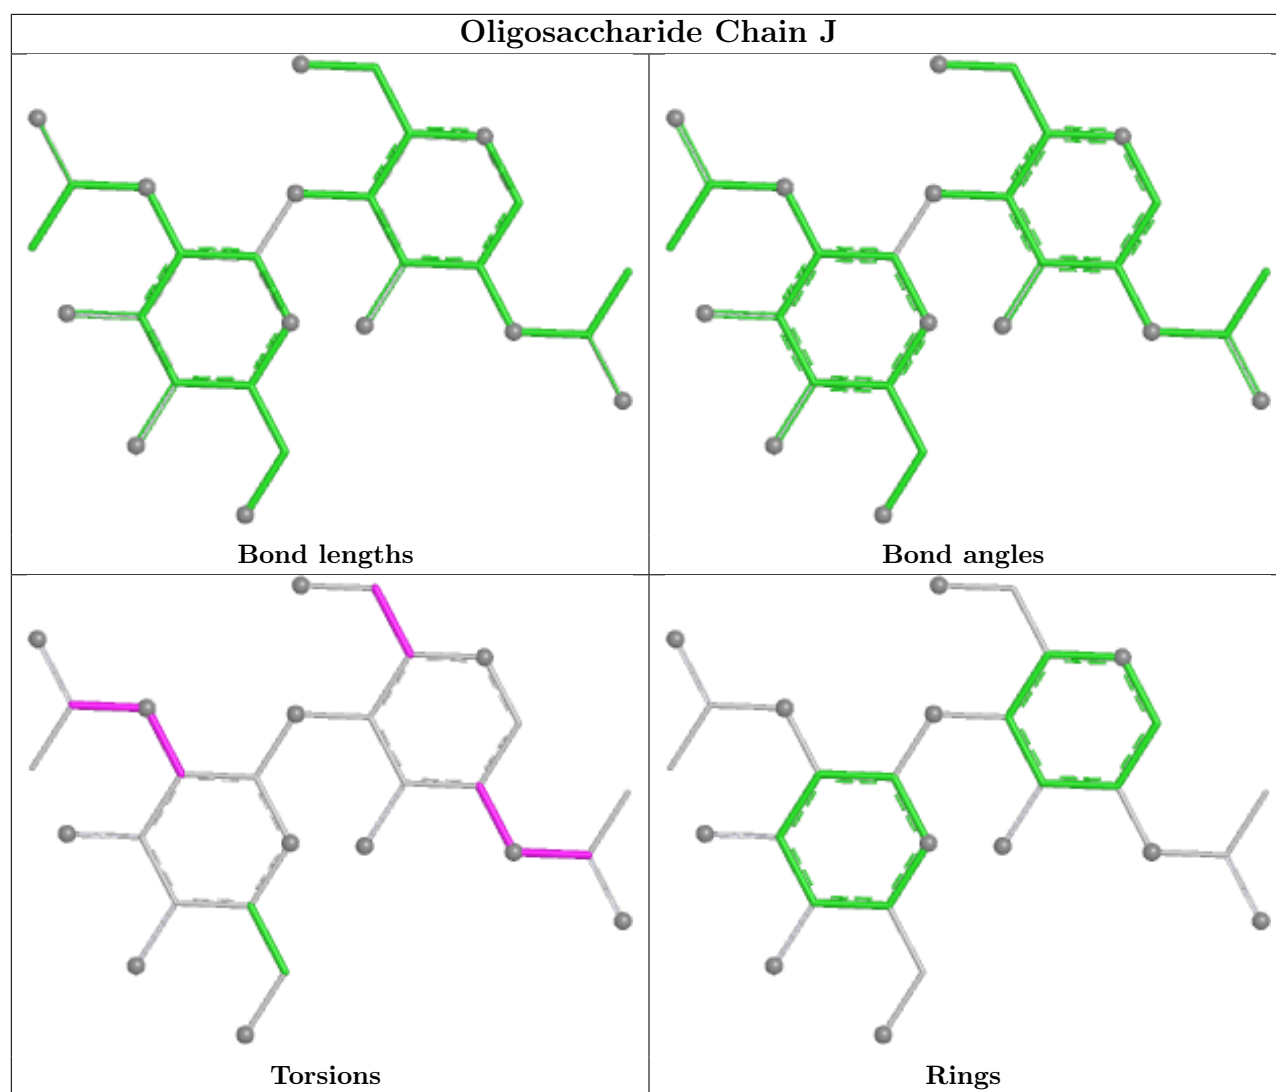 Oligosaccharide Chain J
Bond lengths
Bond angles
Torsions
Rings